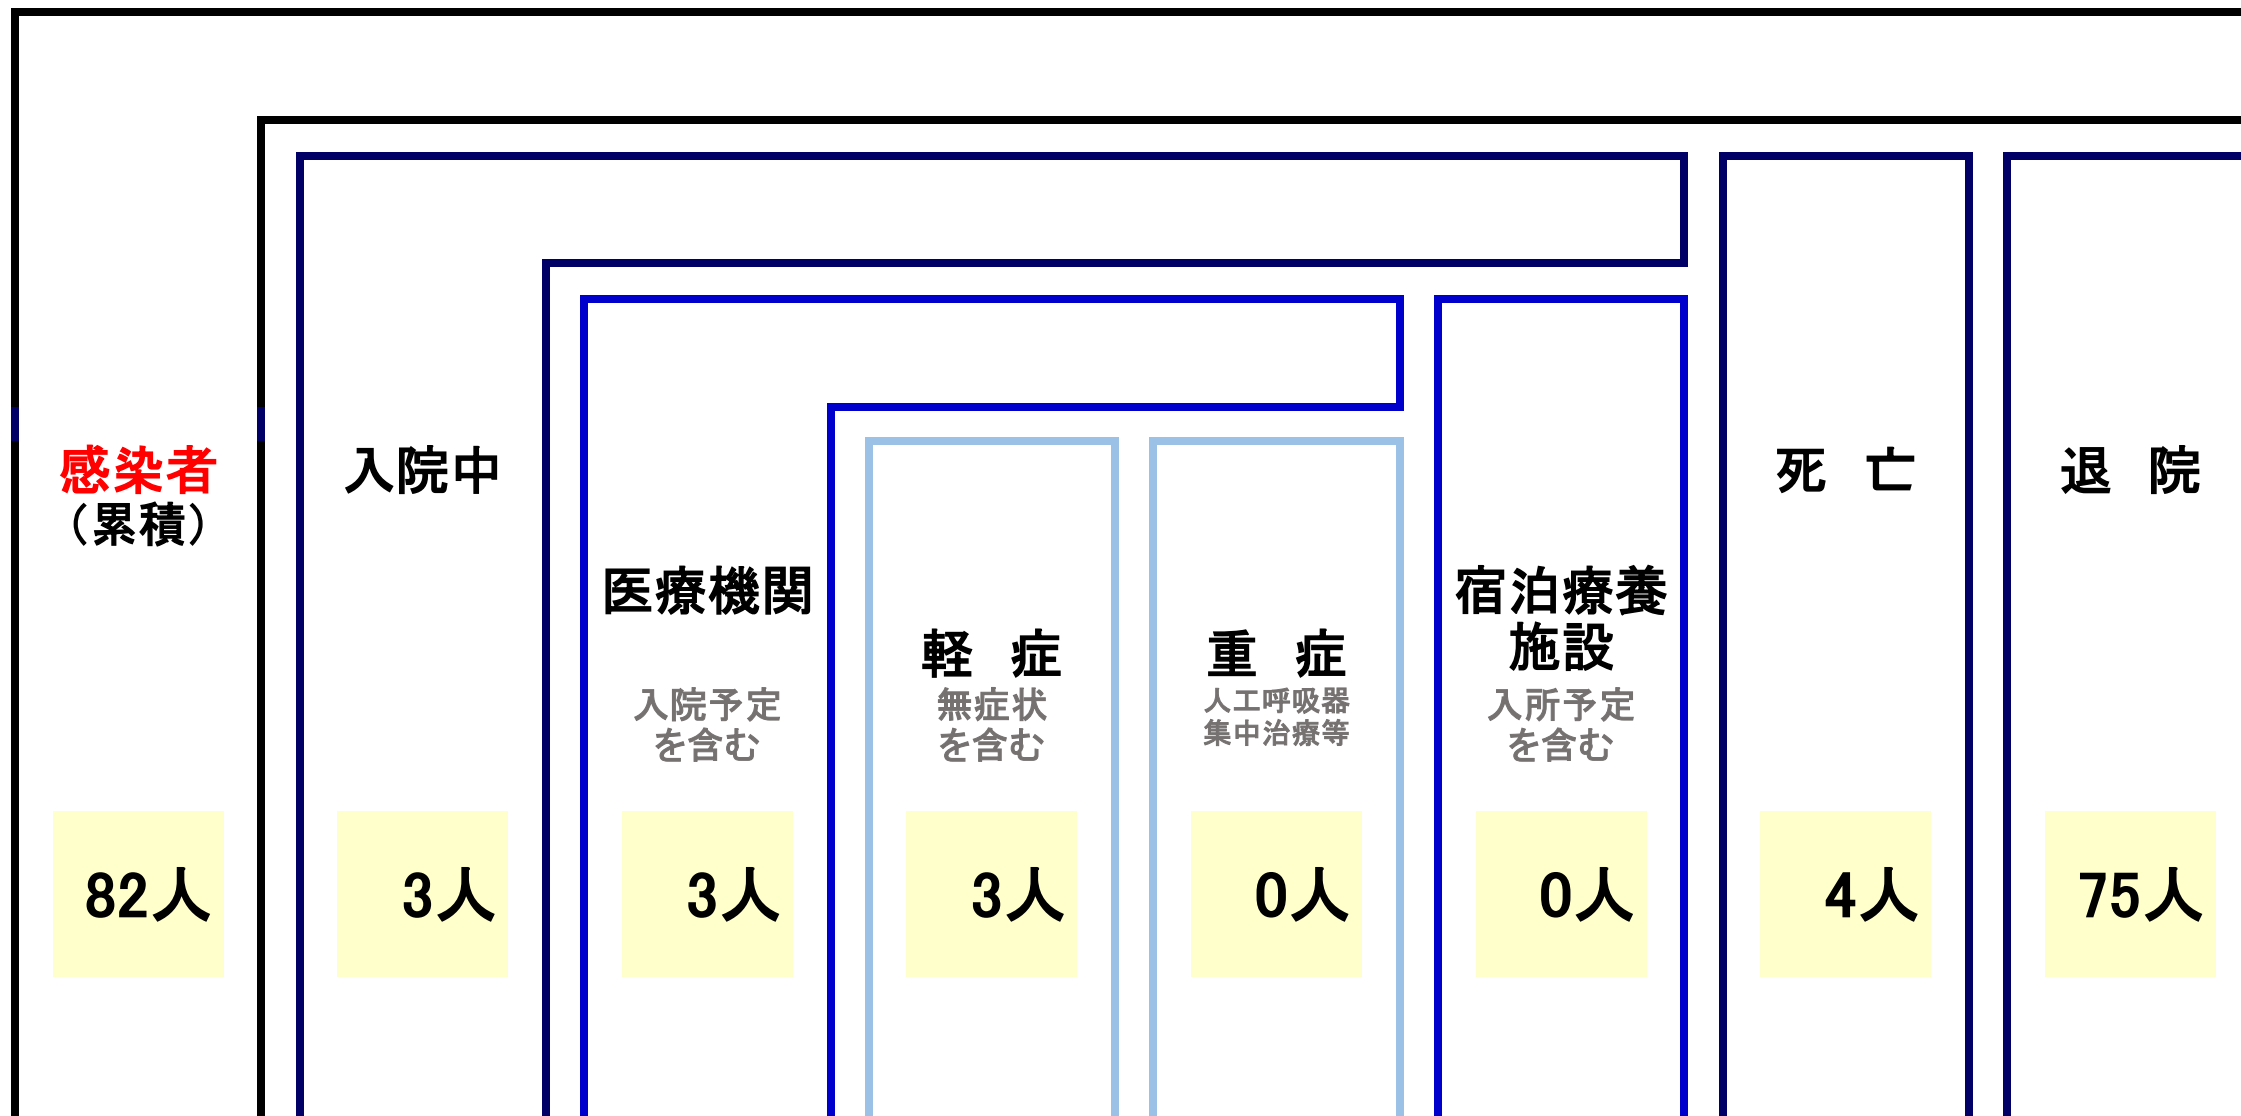 感染者
（累積）
82人
入院中
3人
医療機関
入院予定
を含む
3人
軽 症
無症状
を含む
3人
重 症
人工呼吸器
集中治療等
0人
宿泊療養
施設
入所予定
を含む
0人
死 亡
4人
退 院
75人